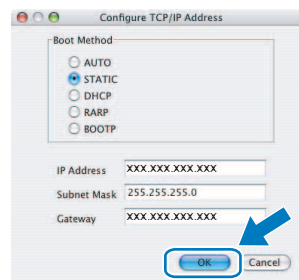 Configure TCP/IP Address
Boot Method
AUTO
STATIC
DHCP
RARP
BOOTP
IP Address XXX.XXX.XXX.XXX
Subnet Mask 255.255.255.0
Gateway XXX.XXX.XXX.XXX
OK Cancel